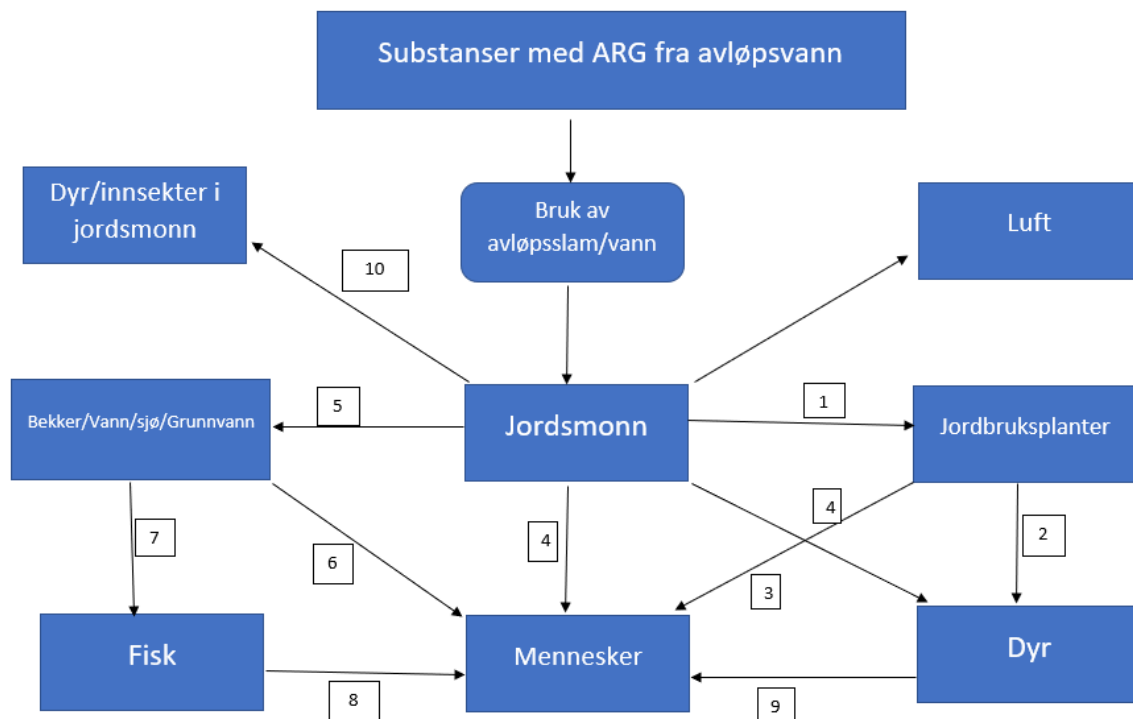 Substanser med ARG fra avløpsvann
Dyr/innsekter i
jordsmonn
Bruk av
avløpsslam/vann
Luft
10
5
1
Bekker/Vann/sjø/Grunnvann
Jordsmonn
Jordbruksplanter
7
6
4
4
3
2
Fisk
Mennesker
Dyr
8
9